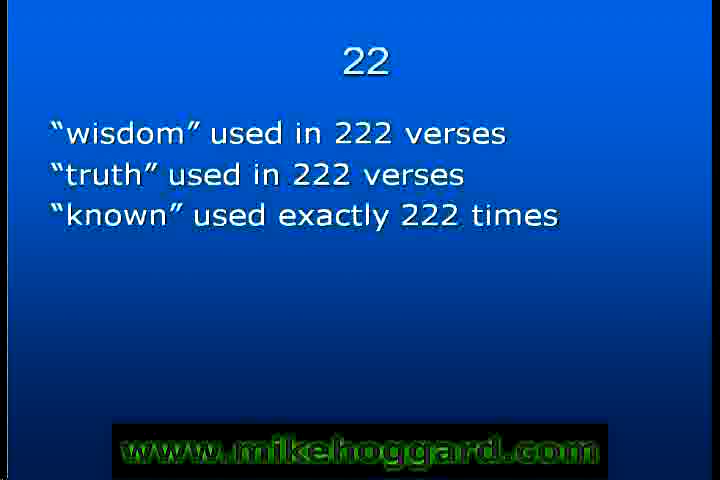 22
“wisdom” used in 222 verses
“truth” used in 222 verses
“known” used exactly 222 times
www.mikehoggard.com